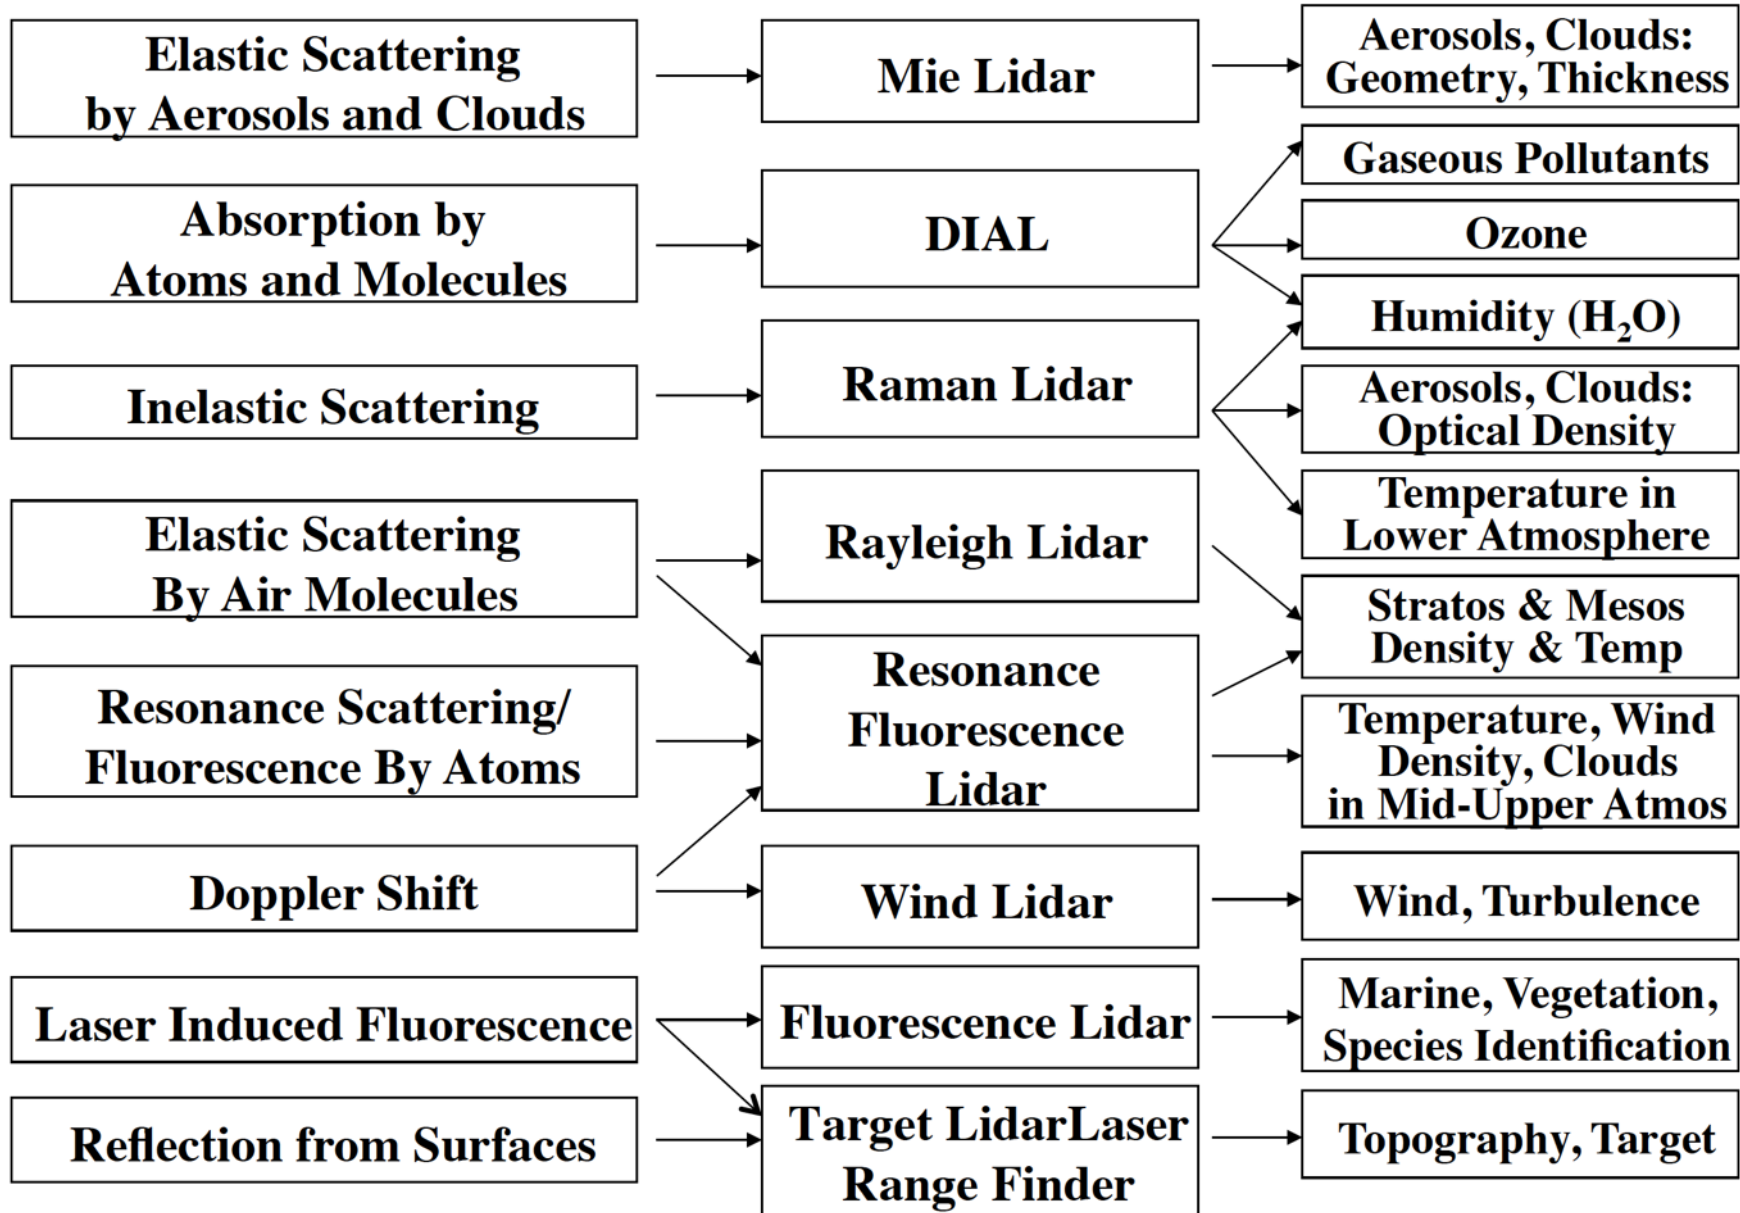 Elastic Scattering
by Aerosols and Clouds
Mie Lidar
Aerosols, Clouds:
Geometry, Thickness
Absorption by
Atoms and Molecules
DIAL
Gaseous Pollutants
Ozone
Humidity (H₂O)
Inelastic Scattering
Raman Lidar
Aerosols, Clouds:
Optical Density
Temperature in
Lower Atmosphere
Elastic Scattering
By Air Molecules
Rayleigh Lidar
Stratos & Mesos
Density & Temp
Resonance Scattering/
Fluorescence By Atoms
Resonance
Fluorescence
Lidar
Temperature, Wind
Density, Clouds
in Mid-Upper Atmos
Doppler Shift
Wind Lidar
Wind, Turbulence
Laser Induced Fluorescence
Fluorescence Lidar
Marine, Vegetation,
Species Identification
Reflection from Surfaces
Target LidarLaser
Range Finder
Topography, Target